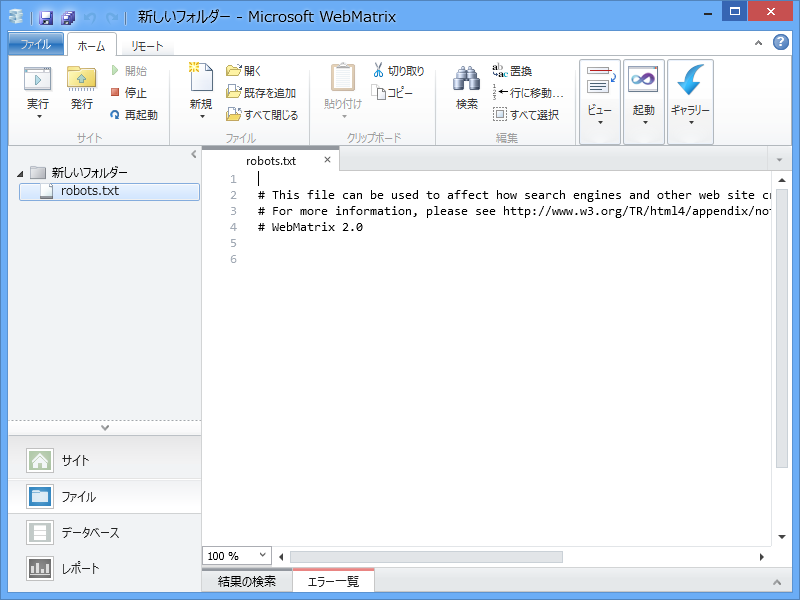 新しいフォルダー - Microsoft WebMatrix
ファイル ホーム リモート
実行 発行 開始 停止 再起動
サイト
新規 開く 既存を追加 すべて閉じる
ファイル
貼り付け 切り取り コピー
クリップボード
検索 置換 行に移動... すべて選択
編集
ビュー 起動 ギャラリー
新しいフォルダー
robots.txt
サイト
ファイル
データベース
レポート
robots.txt
1
2 # This file can be used to affect how search engines and other web site
3 # For more information, please see http://www.w3.org/TR/html4/appendix/not
4 # WebMatrix 2.0
5
6
100 %
結果の検索 エラー一覧